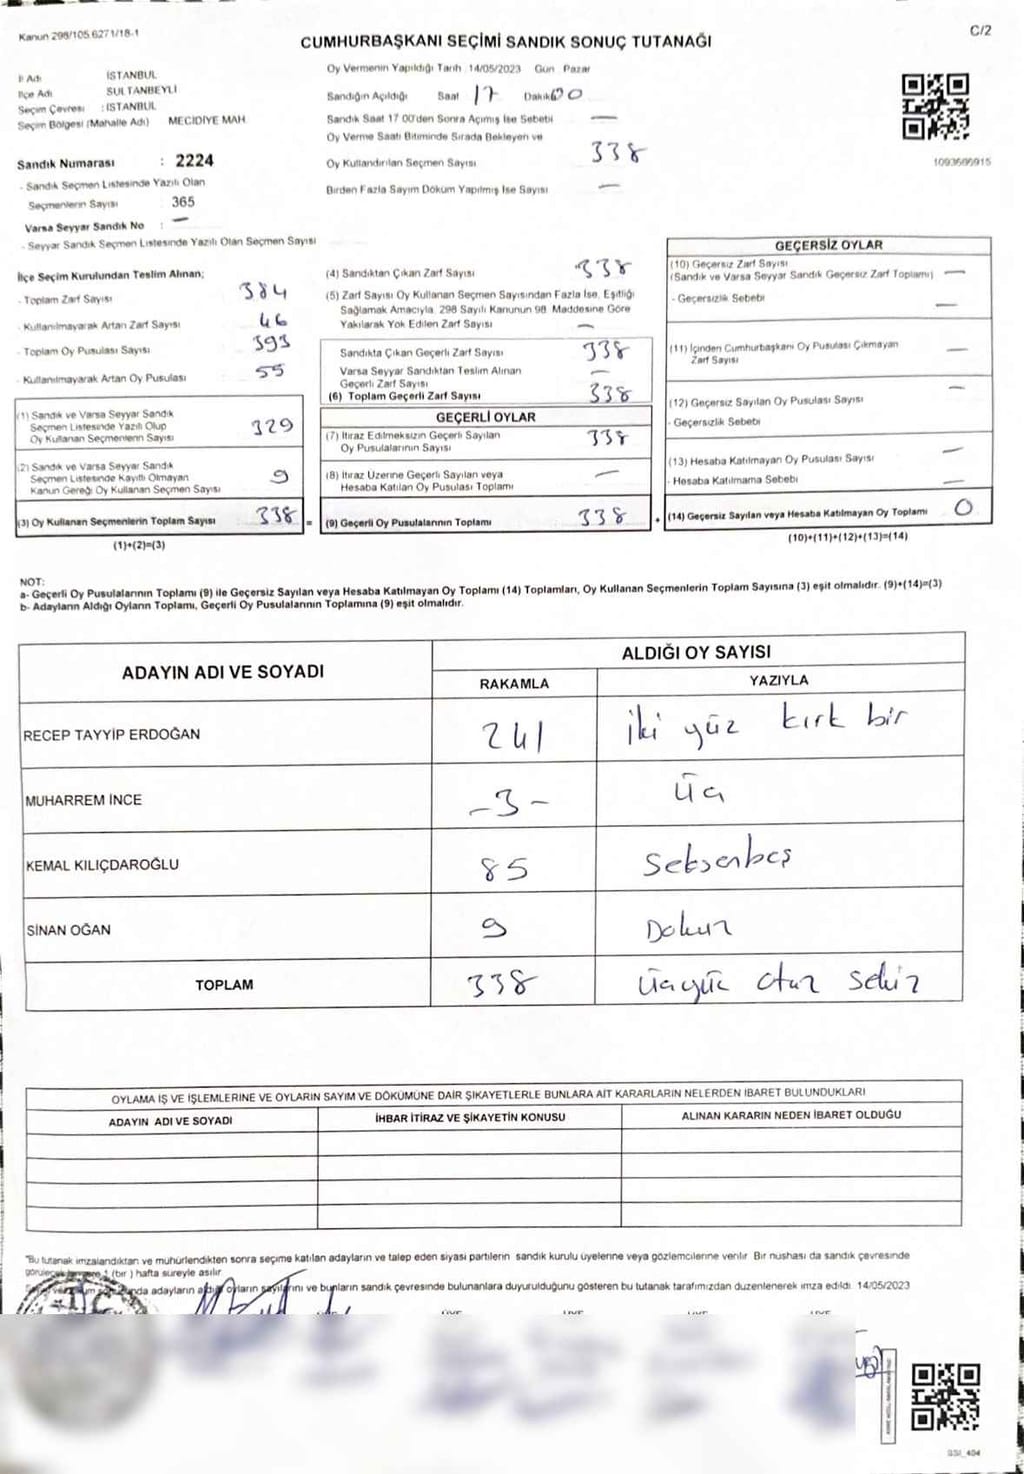 Kanun 298/105 6271/18-1
C/2
CUMHURBAŞKANI SEÇİMİ SANDIK SONUÇ TUTANAĞI
İl Adı İSTANBUL
İlçe Adı SULTANBEYLİ
Seçim Çevresi : İSTANBUL
Seçim Bölgesi (Mahalle Adı) MECİDİYE MAH.
Sandık Numarası : 2224
- Sandık Seçmen Listesinde Yazılı Olan
Seçmenlerin Sayısı 365
Varsa Seyyar Sandık No : —
- Seyyar Sandık Seçmen Listesinde Yazılı Olan Seçmen Sayısı
Oy Vermenin Yapıldığı Tarih 14/05/2023 Gün Pazar
Sandığın Açıldığı Saat 17 Dakika 00
Sandık Saat 17 00'den Sonra Açılmış İse Sebebi —
Oy Verme Saati Bitiminde Sırada Bekleyen ve
Oy Kullandırılan Seçmen Sayısı 338
Birden Fazla Sayım Döküm Yapılmış İse Sayısı —
1093686915
İlçe Seçim Kurulundan Teslim Alınan;
- Toplam Zarf Sayısı 384
- Kullanılmayarak Artan Zarf Sayısı 46
- Toplam Oy Pusulası Sayısı 393
- Kullanılmayarak Artan Oy Pusulası 55
(1) Sandık ve Varsa Seyyar Sandık
Seçmen Listesinde Yazılı Olup
Oy Kullanan Seçmenlerin Sayısı 329
(2) Sandık ve Varsa Seyyar Sandık
Seçmen Listesinde Kayıtlı Olmayan
Kanun Gereği Oy Kullanan Seçmen Sayısı 9
(3) Oy Kullanan Seçmenlerin Toplam Sayısı 338 =
(1)+(2)=(3)
(4) Sandıktan Çıkan Zarf Sayısı 338
(5) Zarf Sayısı Oy Kullanan Seçmen Sayısından Fazla İse, Eşitliği
Sağlamak Amacıyla, 298 Sayılı Kanunun 98. Maddesine Göre
Yakılarak Yok Edilen Zarf Sayısı —
Sandıkta Çıkan Geçerli Zarf Sayısı 338
Varsa Seyyar Sandıktan Teslim Alınan
Geçerli Zarf Sayısı —
(6) Toplam Geçerli Zarf Sayısı 338
GEÇERLİ OYLAR
(7) İtiraz Edilmeksizin Geçerli Sayılan
Oy Pusulalarının Sayısı 338
(8) İtiraz Üzerine Geçerli Sayılan veya
Hesaba Katılan Oy Pusulası Toplamı —
(9) Geçerli Oy Pusulalarının Toplamı 338 +
GEÇERSİZ OYLAR
(10) Geçersiz Zarf Sayısı
(Sandık ve Varsa Seyyar Sandık Geçersiz Zarf Toplamı) —
- Geçersizlik Sebebi —
(11) İçinden Cumhurbaşkanı Oy Pusulası Çıkmayan
Zarf Sayısı —
(12) Geçersiz Sayılan Oy Pusulası Sayısı —
- Geçersizlik Sebebi
(13) Hesaba Katılmayan Oy Pusulası Sayısı —
- Hesaba Katılmama Sebebi —
(14) Geçersiz Sayılan veya Hesaba Katılmayan Oy Toplamı 0
(10)+(11)+(12)+(13)=(14)
NOT:
a- Geçerli Oy Pusulalarının Toplamı (9) ile Geçersiz Sayılan veya Hesaba Katılmayan Oy Toplamı (14) Toplamları, Oy Kullanan Seçmenlerin Toplam Sayısına (3) eşit olmalıdır. (9)+(14)=(3)
b- Adayların Aldığı Oyların Toplamı, Geçerli Oy Pusulalarının Toplamına (9) eşit olmalıdır.
ADAYIN ADI VE SOYADI
ALDIĞI OY SAYISI
RAKAMLA YAZIYLA
RECEP TAYYİP ERDOĞAN 241 iki yüz kırk bir
MUHARREM İNCE -3- üç
KEMAL KILIÇDAROĞLU 85 Seksenbeş
SİNAN OĞAN 9 Dokuz
TOPLAM 338 üçyüz otuz sekiz
OYLAMA İŞ VE İŞLEMLERİNE VE OYLARIN SAYIM VE DÖKÜMÜNE DAİR ŞİKAYETLERLE BUNLARA AİT KARARLARIN NELERDEN İBARET BULUNDUKLARI
ADAYIN ADI VE SOYADI İHBAR İTİRAZ VE ŞİKAYETİN KONUSU ALINAN KARARIN NEDEN İBARET OLDUĞU
"Bu tutanak imzalandıktan ve mühürlendikten sonra seçime katılan adayların ve talep eden siyasi partilerin sandık kurulu üyelerine veya gözlemcilerine verilir. Bir nüshası da sandık çevresinde
1 (bir) hafta süreyle asılır.
adayların aldığı oyların sayılarını ve bunların sandık çevresinde bulunanlara duyurulduğunu gösteren bu tutanak tarafımızdan düzenlenerek imza edildi. 14/05/2023